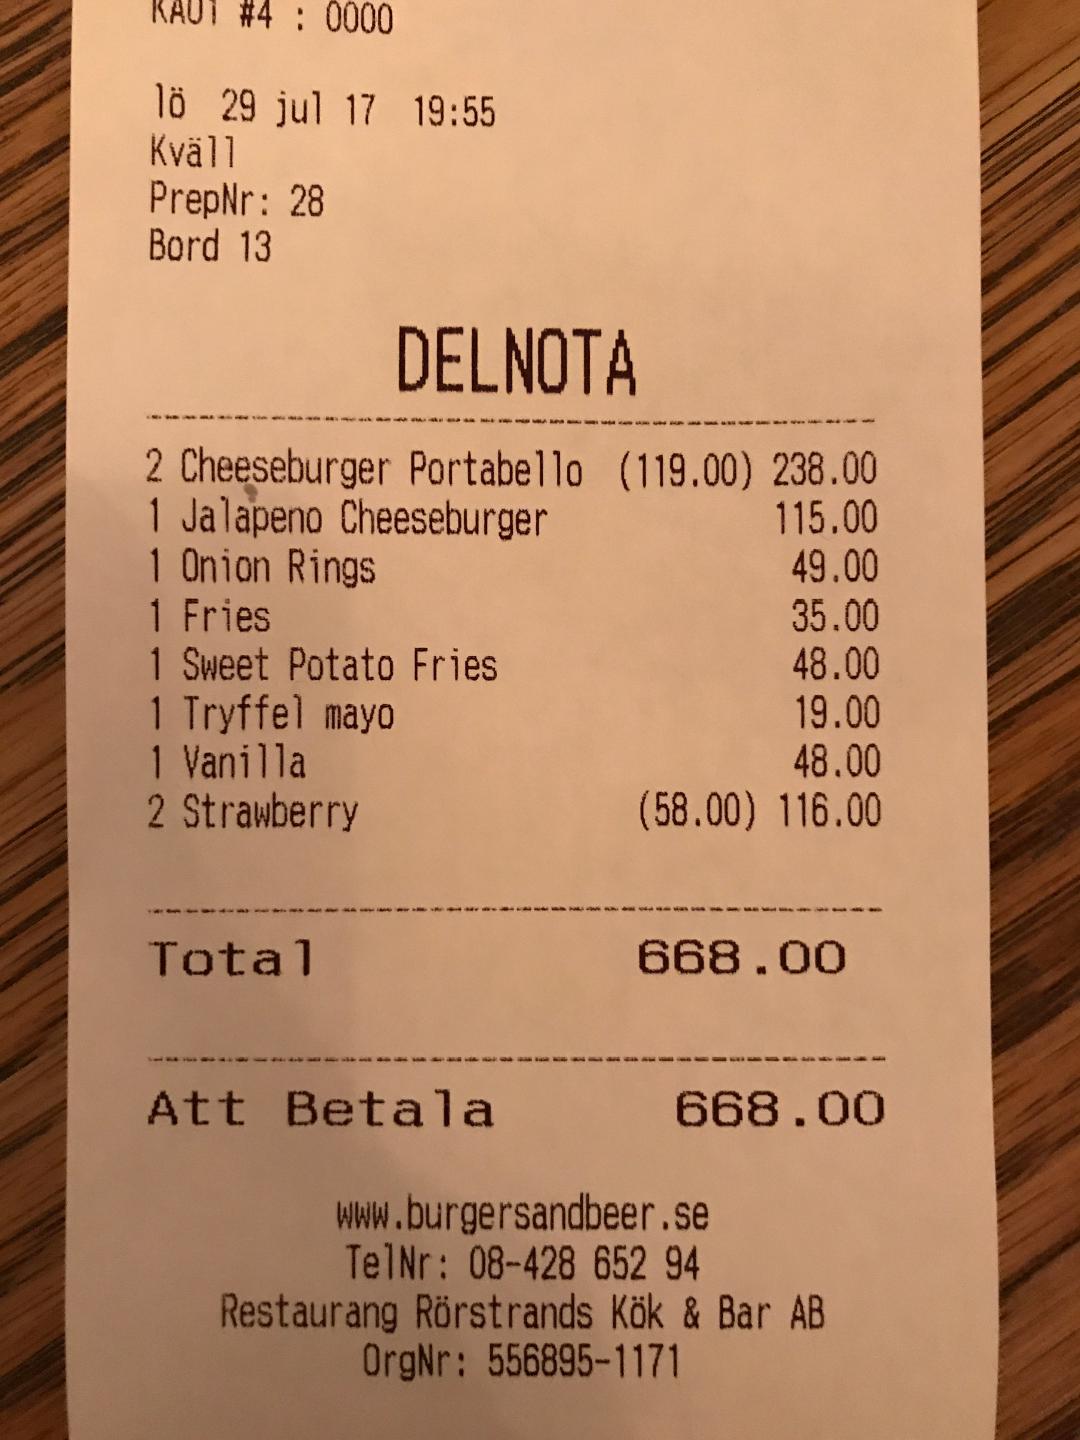 KAU1 #4 : 0000
lö 29 jul 17 19:55
Kväll
PrepNr: 28
Bord 13
DELNOTA
2 Cheeseburger Portabello (119.00) 238.00
1 Jalapeno Cheeseburger 115.00
1 Onion Rings 49.00
1 Fries 35.00
1 Sweet Potato Fries 48.00
1 Tryffel mayo 19.00
1 Vanilla 48.00
2 Strawberry (58.00) 116.00
Total 668.00
Att Betala 668.00
www.burgersandbeer.se
TelNr: 08-428 652 94
Restaurang Rörstrands Kök & Bar AB
OrgNr: 556895-1171